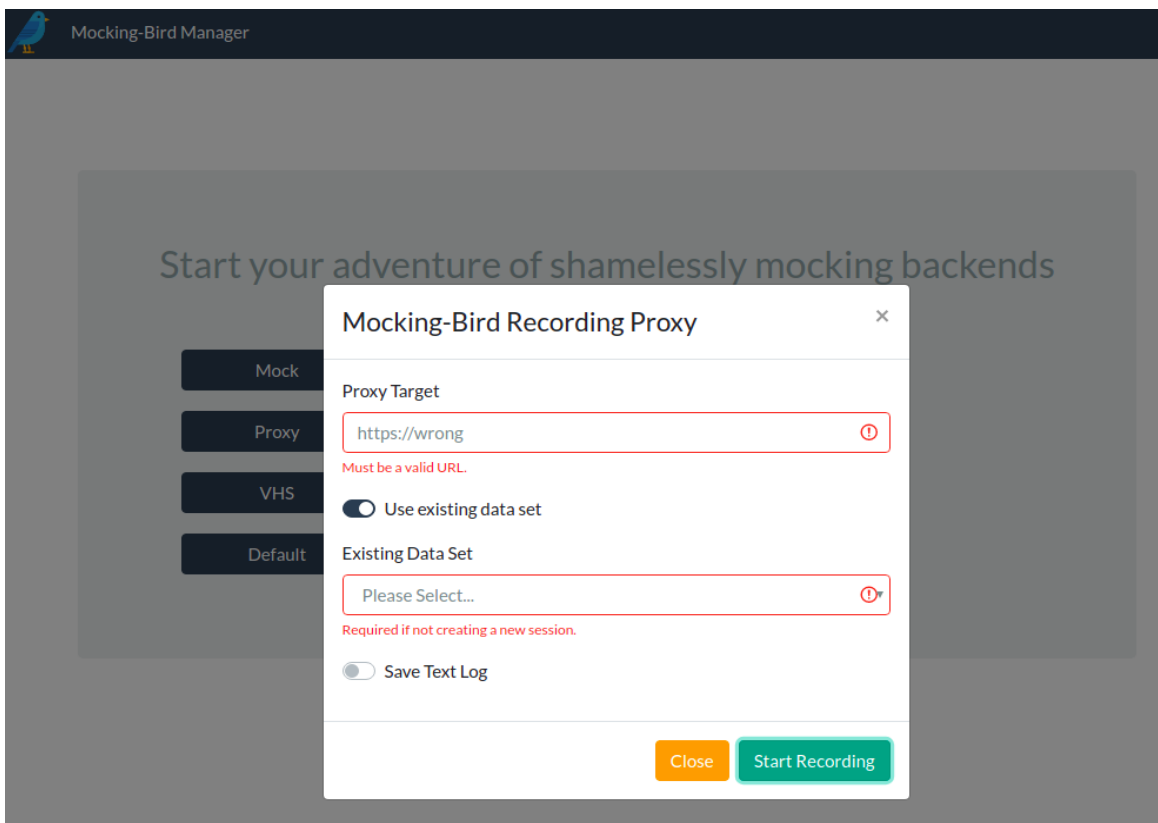 Mocking-Bird Manager
Start your adventure of shamelessly mocking backends
Mock
Proxy
VHS
Default
Mocking-Bird Recording Proxy
×
Proxy Target
https://wrong
Must be a valid URL.
Use existing data set
Existing Data Set
Please Select...
Required if not creating a new session.
Save Text Log
Close
Start Recording